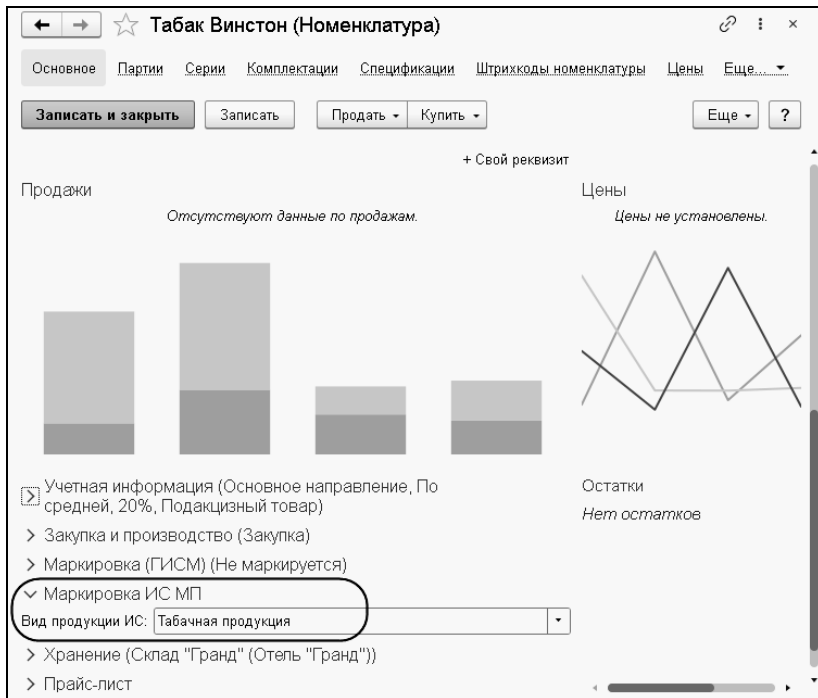 Табак Винстон (Номенклатура)
Основное Партии Серии Комплектации Спецификации Штрихкоды номенклатуры Цены Еще...
Записать и закрыть Записать Продать Купить Еще ?
+ Свой реквизит
Продажи Цены
Отсутствуют данные по продажам. Цены не установлены.
Учетная информация (Основное направление, По
средней, 20%, Подакцизный товар)
Остатки
Нет остатков
Закупка и производство (Закупка)
Маркировка (ГИСМ) (Не маркируется)
Маркировка ИС МП
Вид продукции ИС: Табачная продукция
Хранение (Склад "Гранд" (Отель "Гранд"))
Прайс-лист